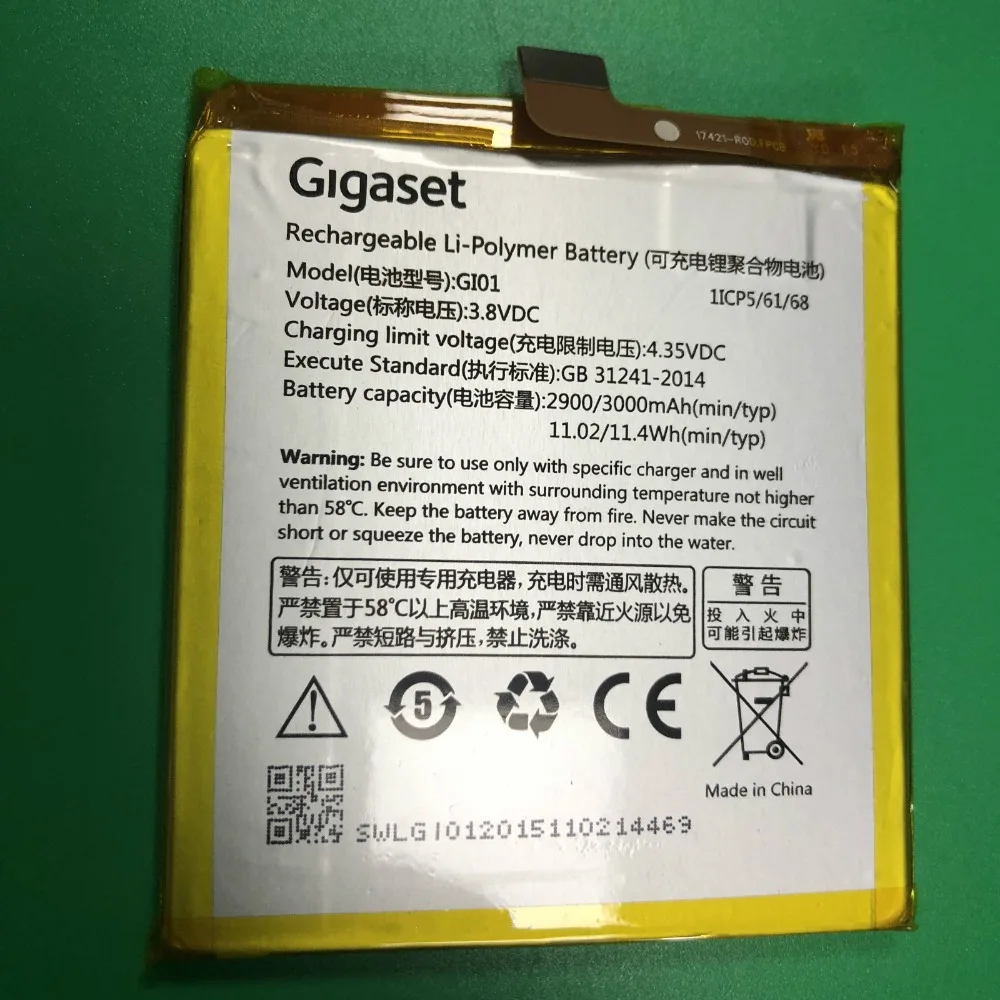 17421-R00.FPCB
Gigaset
Rechargeable Li-Polymer Battery (可充电锂聚合物电池)
Model(电池型号):GI01
1ICP5/61/68
Voltage(标称电压):3.8VDC
Charging limit voltage(充电限制电压):4.35VDC
Execute Standard(执行标准):GB 31241-2014
Battery capacity(电池容量):2900/3000mAh(min/typ)
11.02/11.4Wh(min/typ)
Warning: Be sure to use only with specific charger and in well
ventilation environment with surrounding temperature not higher
than 58℃. Keep the battery away from fire. Never make the circuit
short or squeeze the battery, never drop into the water.
警告:仅可使用专用充电器,充电时需通风散热。
严禁置于58℃以上高温环境,严禁靠近火源以免
爆炸。严禁短路与挤压,禁止洗涤。
警告
投入火中
可能引起爆炸
5
CE
Made in China
SWLGI012015110214469